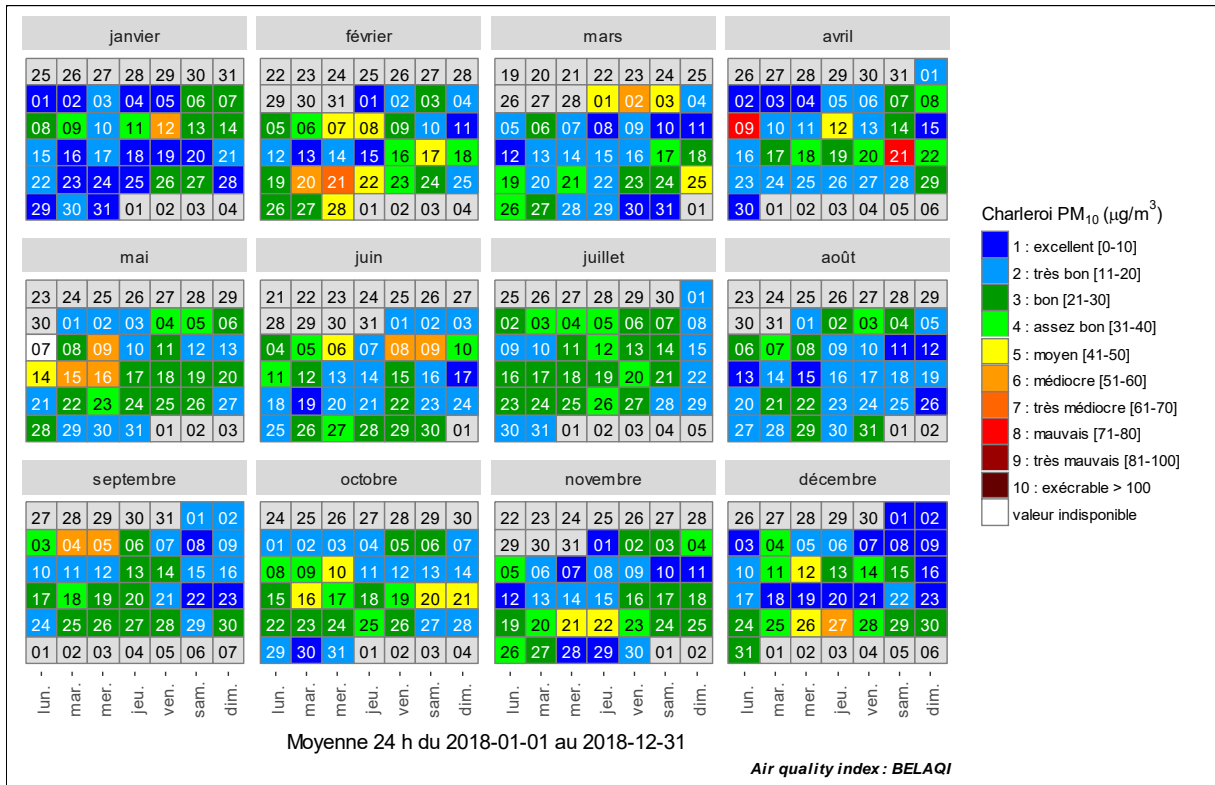 janvier février mars avril
25 26 27 28 29 30 31 22 23 24 25 26 27 28 19 20 21 22 23 24 25 26 27 28 29 30 31 01
01 02 03 04 05 06 07 29 30 31 01 02 03 04 26 27 28 01 02 03 04 02 03 04 05 06 07 08
08 09 10 11 12 13 14 05 06 07 08 09 10 11 05 06 07 08 09 10 11 09 10 11 12 13 14 15
15 16 17 18 19 20 21 12 13 14 15 16 17 18 12 13 14 15 16 17 18 16 17 18 19 20 21 22
22 23 24 25 26 27 28 19 20 21 22 23 24 25 19 20 21 22 23 24 25 23 24 25 26 27 28 29
29 30 31 01 02 03 04 26 27 28 01 02 03 04 26 27 28 29 30 31 01 30 01 02 03 04 05 06
mai juin juillet août
23 24 25 26 27 28 29 21 22 23 24 25 26 27 25 26 27 28 29 30 01 23 24 25 26 27 28 29
30 01 02 03 04 05 06 28 29 30 31 01 02 03 02 03 04 05 06 07 08 30 31 01 02 03 04 05
07 08 09 10 11 12 13 04 05 06 07 08 09 10 09 10 11 12 13 14 15 06 07 08 09 10 11 12
14 15 16 17 18 19 20 11 12 13 14 15 16 17 16 17 18 19 20 21 22 13 14 15 16 17 18 19
21 22 23 24 25 26 27 18 19 20 21 22 23 24 23 24 25 26 27 28 29 20 21 22 23 24 25 26
28 29 30 31 01 02 03 25 26 27 28 29 30 01 30 31 01 02 03 04 05 27 28 29 30 31 01 02
septembre octobre novembre décembre
27 28 29 30 31 01 02 24 25 26 27 28 29 30 22 23 24 25 26 27 28 26 27 28 29 30 01 02
03 04 05 06 07 08 09 01 02 03 04 05 06 07 29 30 31 01 02 03 04 03 04 05 06 07 08 09
10 11 12 13 14 15 16 08 09 10 11 12 13 14 05 06 07 08 09 10 11 10 11 12 13 14 15 16
17 18 19 20 21 22 23 15 16 17 18 19 20 21 12 13 14 15 16 17 18 17 18 19 20 21 22 23
24 25 26 27 28 29 30 22 23 24 25 26 27 28 19 20 21 22 23 24 25 24 25 26 27 28 29 30
01 02 03 04 05 06 07 29 30 31 01 02 03 04 26 27 28 29 30 01 02 31 01 02 03 04 05 06
lun. mar. mer. jeu. ven. sam. dim. lun. mar. mer. jeu. ven. sam. dim. lun. mar. mer. jeu. ven. sam. dim. lun. mar. mer. jeu. ven. sam. dim.
Moyenne 24 h du 2018-01-01 au 2018-12-31
Air quality index : BELAQI
Charleroi PM₁₀ (μg/m³)
1 : excellent [0-10]
2 : très bon [11-20]
3 : bon [21-30]
4 : assez bon [31-40]
5 : moyen [41-50]
6 : médiocre [51-60]
7 : très médiocre [61-70]
8 : mauvais [71-80]
9 : très mauvais [81-100]
10 : exécrable > 100
valeur indisponible